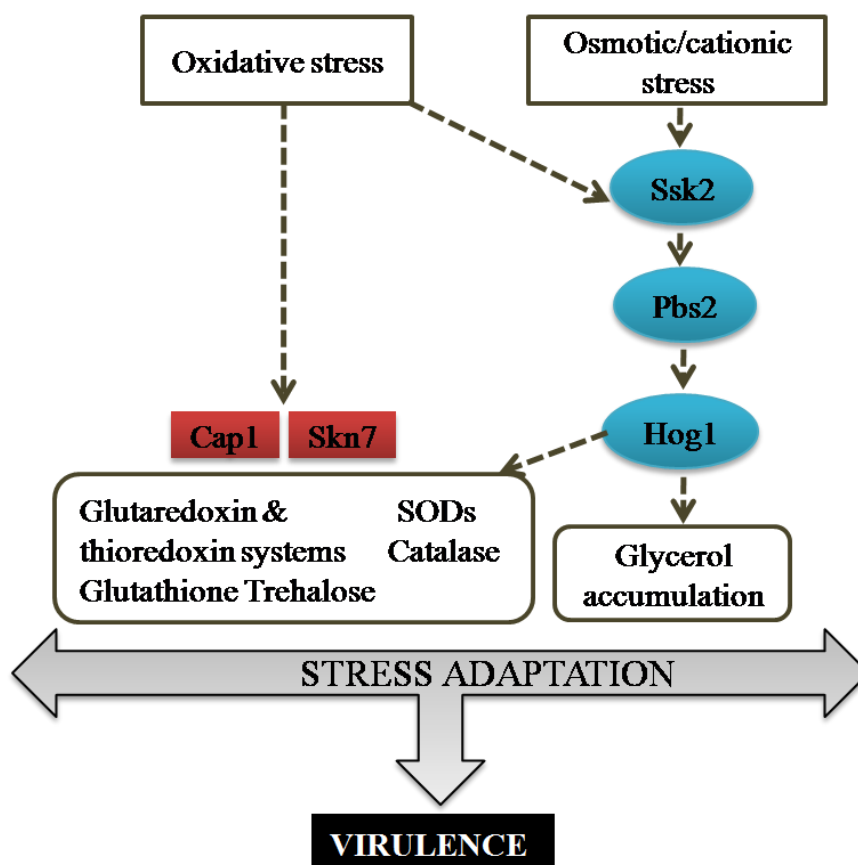 Oxidative stress
Osmotic/cationic
stress
Ssk2
Pbs2
Hog1
Cap1
Skn7
Glutaredoxin & SODs
thioredoxin systems Catalase
Glutathione Trehalose
Glycerol
accumulation
STRESS ADAPTATION
VIRULENCE